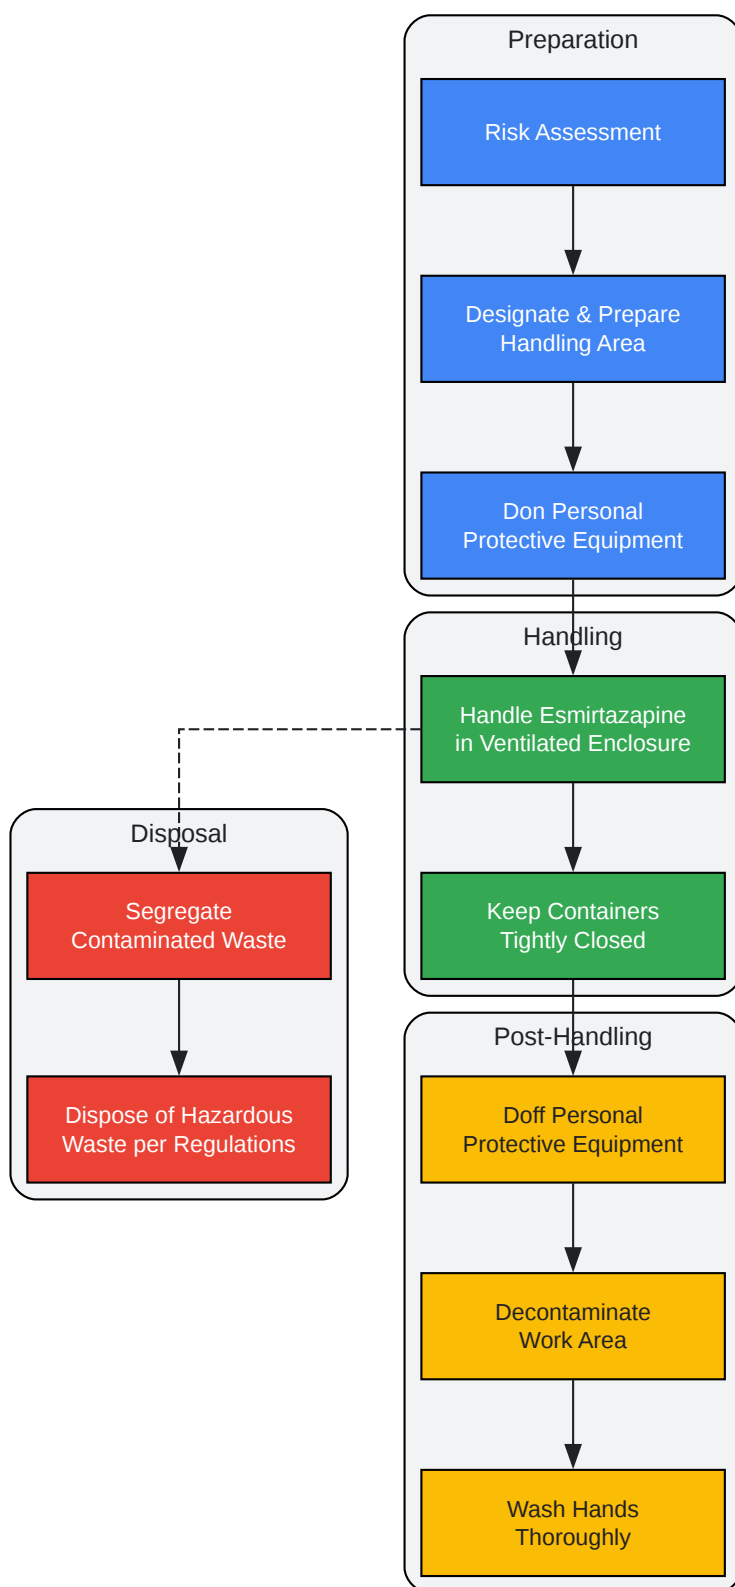 Preparation
Risk Assessment
Designate & Prepare
Handling Area
Don Personal
Protective Equipment
Handling
Handle Esmirtazapine
in Ventilated Enclosure
Disposal
Segregate
Contaminated Waste
Keep Containers
Tightly Closed
Post-Handling
Dispose of Hazardous
Waste per Regulations
Doff Personal
Protective Equipment
Decontaminate
Work Area
Wash Hands
Thoroughly